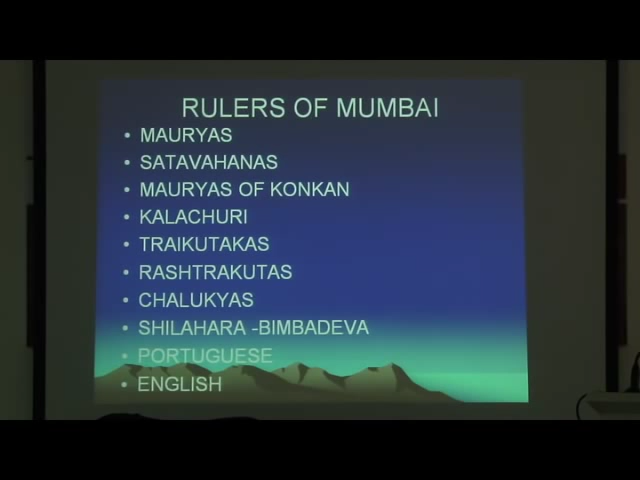 RULERS OF MUMBAI
• MAURYAS
• SATAVAHANAS
• MAURYAS OF KONKAN
• KALACHURI
• TRAIKUTAKAS
• RASHTRAKUTAS
• CHALUKYAS
• SHILAHARA -BIMBADEVA
• PORTUGUESE
• ENGLISH